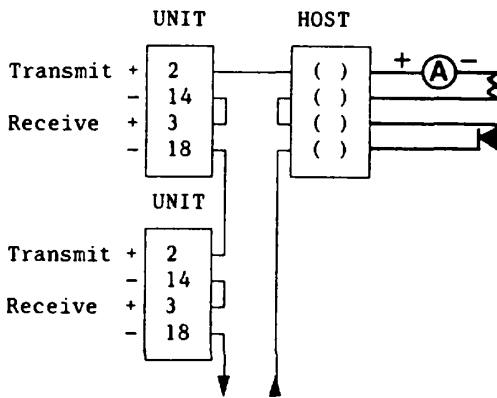 UNIT HOST
Transmit + 2 ( ) + A −
− 14 ( )
Receive + 3 ( )
− 18 ( )
UNIT
Transmit + 2
− 14
Receive + 3
− 18